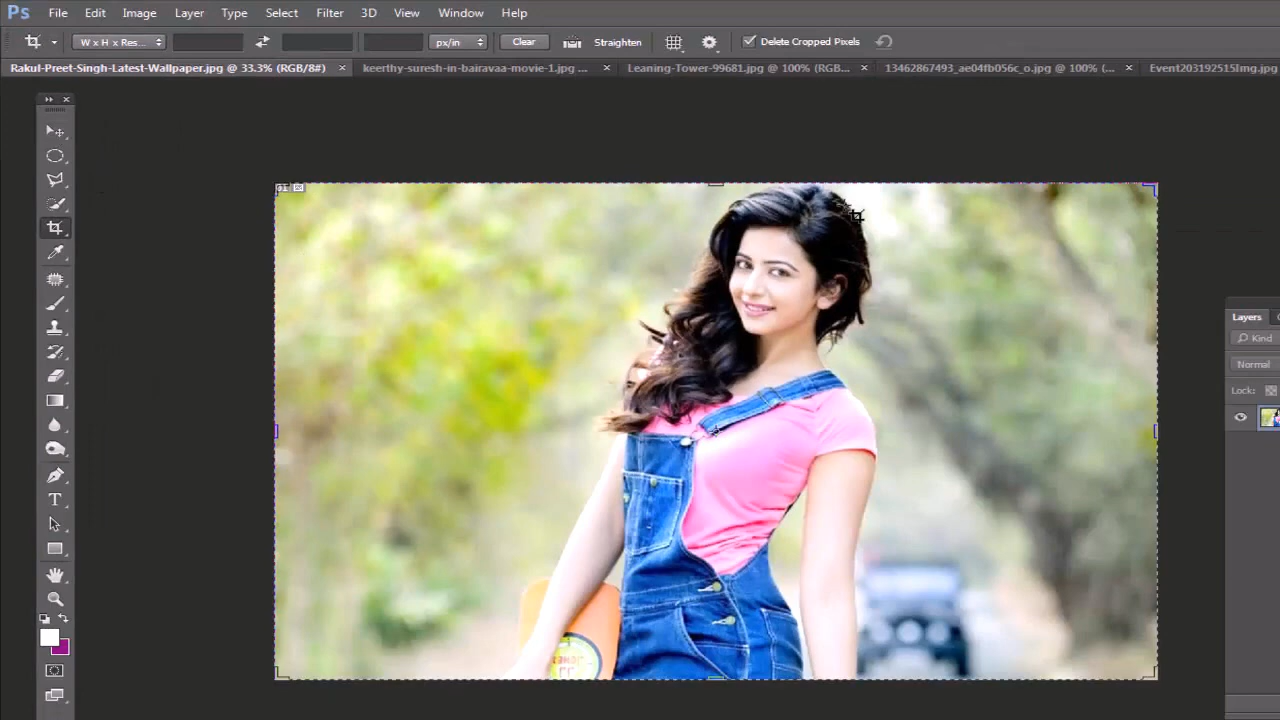 Ps File Edit Image Layer Type Select Filter 3D View Window Help
W x H x Res... px/in Clear Straighten Delete Cropped Pixels
Rakul-Preet-Singh-Latest-Wallpaper.jpg @ 33.3% (RGB/8#) × keerthy-suresh-in-bairavaa-movie-1.jpg ... × Leaning-Tower-99681.jpg @ 100% (RGB... × 13462867493_ae04fb056c_o.jpg @ 100% (... × Event203192515Img.jpg
01
Layers
Kind
Normal
Lock:
T